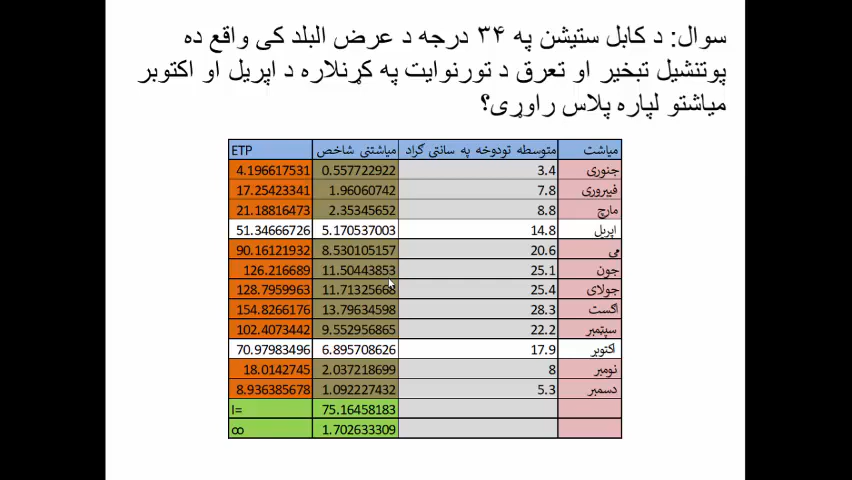 سوال: د کابل ستیشن په ۳۴ درجه د عرض البلد کی واقع ده
پوتنشیل تبخیر او تعرق د تورنوایت په کړنلاره د اپریل او اکتوبر
میاشتو لپاره پلاس راوړی؟
میاشت متوسطه تودوخه په سانتی گراد میاشتنی شاخص ETP
جنوری 3.4 0.557722922 4.196617531
فیبروری 7.8 1.96060742 17.25423341
مارچ 8.8 2.35345652 21.18816473
اپریل 14.8 5.170537003 51.34666726
می 20.6 8.530105157 90.16121932
جون 25.1 11.50443853 126.216689
جولای 25.4 11.71325668 128.7959963
اگست 28.3 13.79634598 154.8266176
سپتمبر 22.2 9.552956865 102.4073442
اکتوبر 17.9 6.895708626 70.97983496
نومبر 8 2.037218699 18.0142745
دسمبر 5.3 1.092227432 8.936385678
75.16458183 I=
1.702633309 ∞